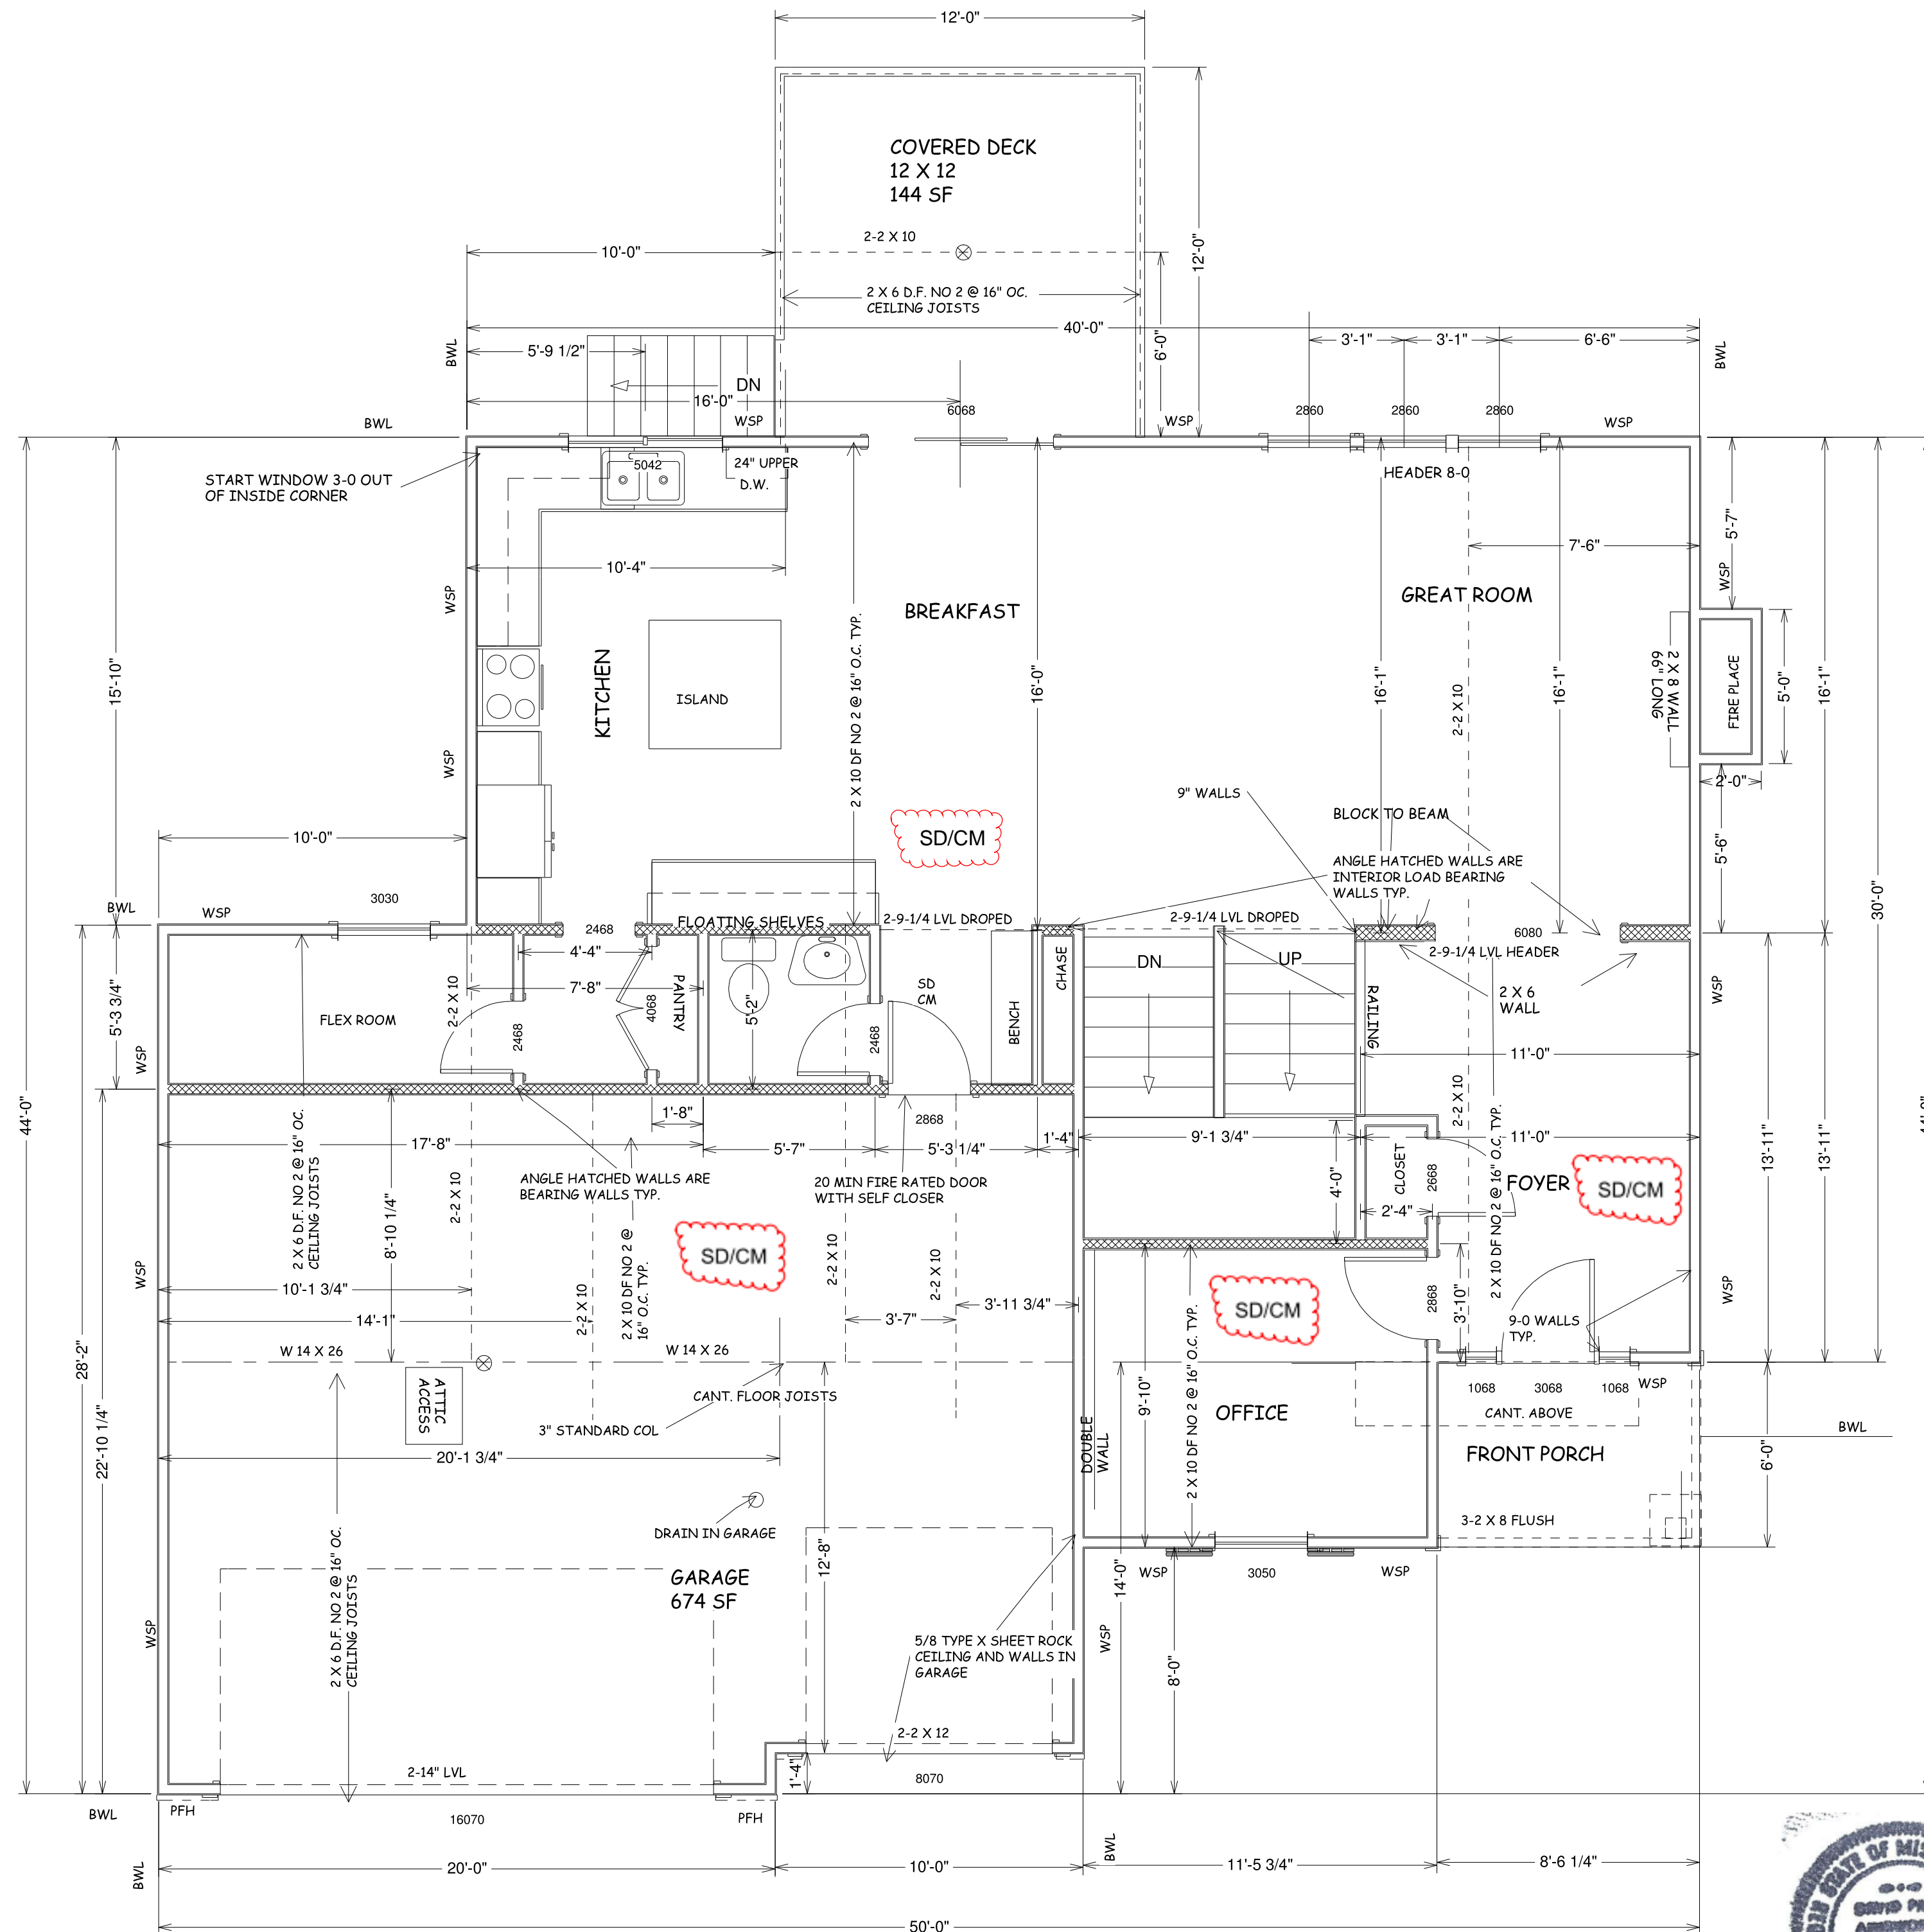 12'-0"
COVERED DECK
12 X 12
144 SF
2-2 X 10
10'-0"
12'-0"
2 X 6 D.F. NO 2 @ 16" OC.
CEILING JOISTS
40'-0"
BWL
5'-9 1/2"
6'-0"
3'-1"
3'-1"
6'-6"
BWL
DN
16'-0"
BWL
WSP
6068
WSP
2860
2860
2860
WSP
START WINDOW 3-0 OUT
OF INSIDE CORNER
5042
24" UPPER
D.W.
HEADER 8-0
5'-7"
7'-6"
10'-4"
WSP
WSP
BREAKFAST
GREAT ROOM
2 X 10 DF NO 2 @ 16" O.C. TYP.
KITCHEN
ISLAND
15'-10"
16'-0"
16'-1"
2-2 X 10
16'-1"
2 X 8 WALL
66" LONG
FIRE PLACE
5'-0"
16'-1"
30'-0"
WSP
2'-0"
9" WALLS
BLOCK TO BEAM
10'-0"
SD/CM
ANGLE HATCHED WALLS ARE
INTERIOR LOAD BEARING
WALLS TYP.
5'-6"
BWL
WSP
3030
2468
FLOATING SHELVES
2-9-1/4 LVL DROPED
2-9-1/4 LVL DROPED
6080
2-9-1/4 LVL HEADER
4'-4"
7'-8"
DN
UP
CHASE
SD
CM
2 X 6
WALL
WSP
5'-3 3/4"
FLEX ROOM
2-2 X 10
2468
4068
PANTRY
5'-2"
2468
BENCH
RAILING
WSP
11'-0"
44'-0"
1'-8"
2868
2-2 X 10
17'-8"
5'-7"
5'-3 1/4"
1'-4"
9'-1 3/4"
11'-0"
13'-11"
13'-11"
44'-0"
2 X 6 D.F. NO 2 @ 16" OC.
CEILING JOISTS
8'-10 1/4"
2-2 X 10
ANGLE HATCHED WALLS ARE
BEARING WALLS TYP.
20 MIN FIRE RATED DOOR
WITH SELF CLOSER
4'-0"
CLOSET
2668
2'-4"
2 X 10 DF NO 2 @ 16" O.C. TYP.
FOYER
SD/CM
2 X 10 DF NO 2 @
16" O.C. TYP.
SD/CM
2-2 X 10
2-2 X 10
WSP
10'-1 3/4"
14'-1"
2-2 X 10
3'-7"
3'-11 3/4"
SD/CM
2868
3'-10"
9-0 WALLS
TYP.
WSP
28'-2"
W 14 X 26
W 14 X 26
ATTIC
ACCESS
CANT. FLOOR JOISTS
3" STANDARD COL
9'-10"
2 X 10 DF NO 2 @ 16" O.C. TYP.
OFFICE
1068
3068
1068
WSP
CANT. ABOVE
BWL
22'-10 1/4"
20'-1 3/4"
DOUBLE
WALL
FRONT PORCH
6'-0"
DRAIN IN GARAGE
3-2 X 8 FLUSH
2 X 6 D.F. NO 2 @ 16" OC.
CEILING JOISTS
GARAGE
674 SF
12'-8"
14'-0"
WSP
3050
WSP
WSP
5/8 TYPE X SHEET ROCK
CEILING AND WALLS IN
GARAGE
WSP
8'-0"
2-2 X 12
2-14" LVL
1'-4"
8070
BWL
PFH
16070
PFH
BWL
20'-0"
10'-0"
BWL
11'-5 3/4"
8'-6 1/4"
50'-0"
STATE OF MIS